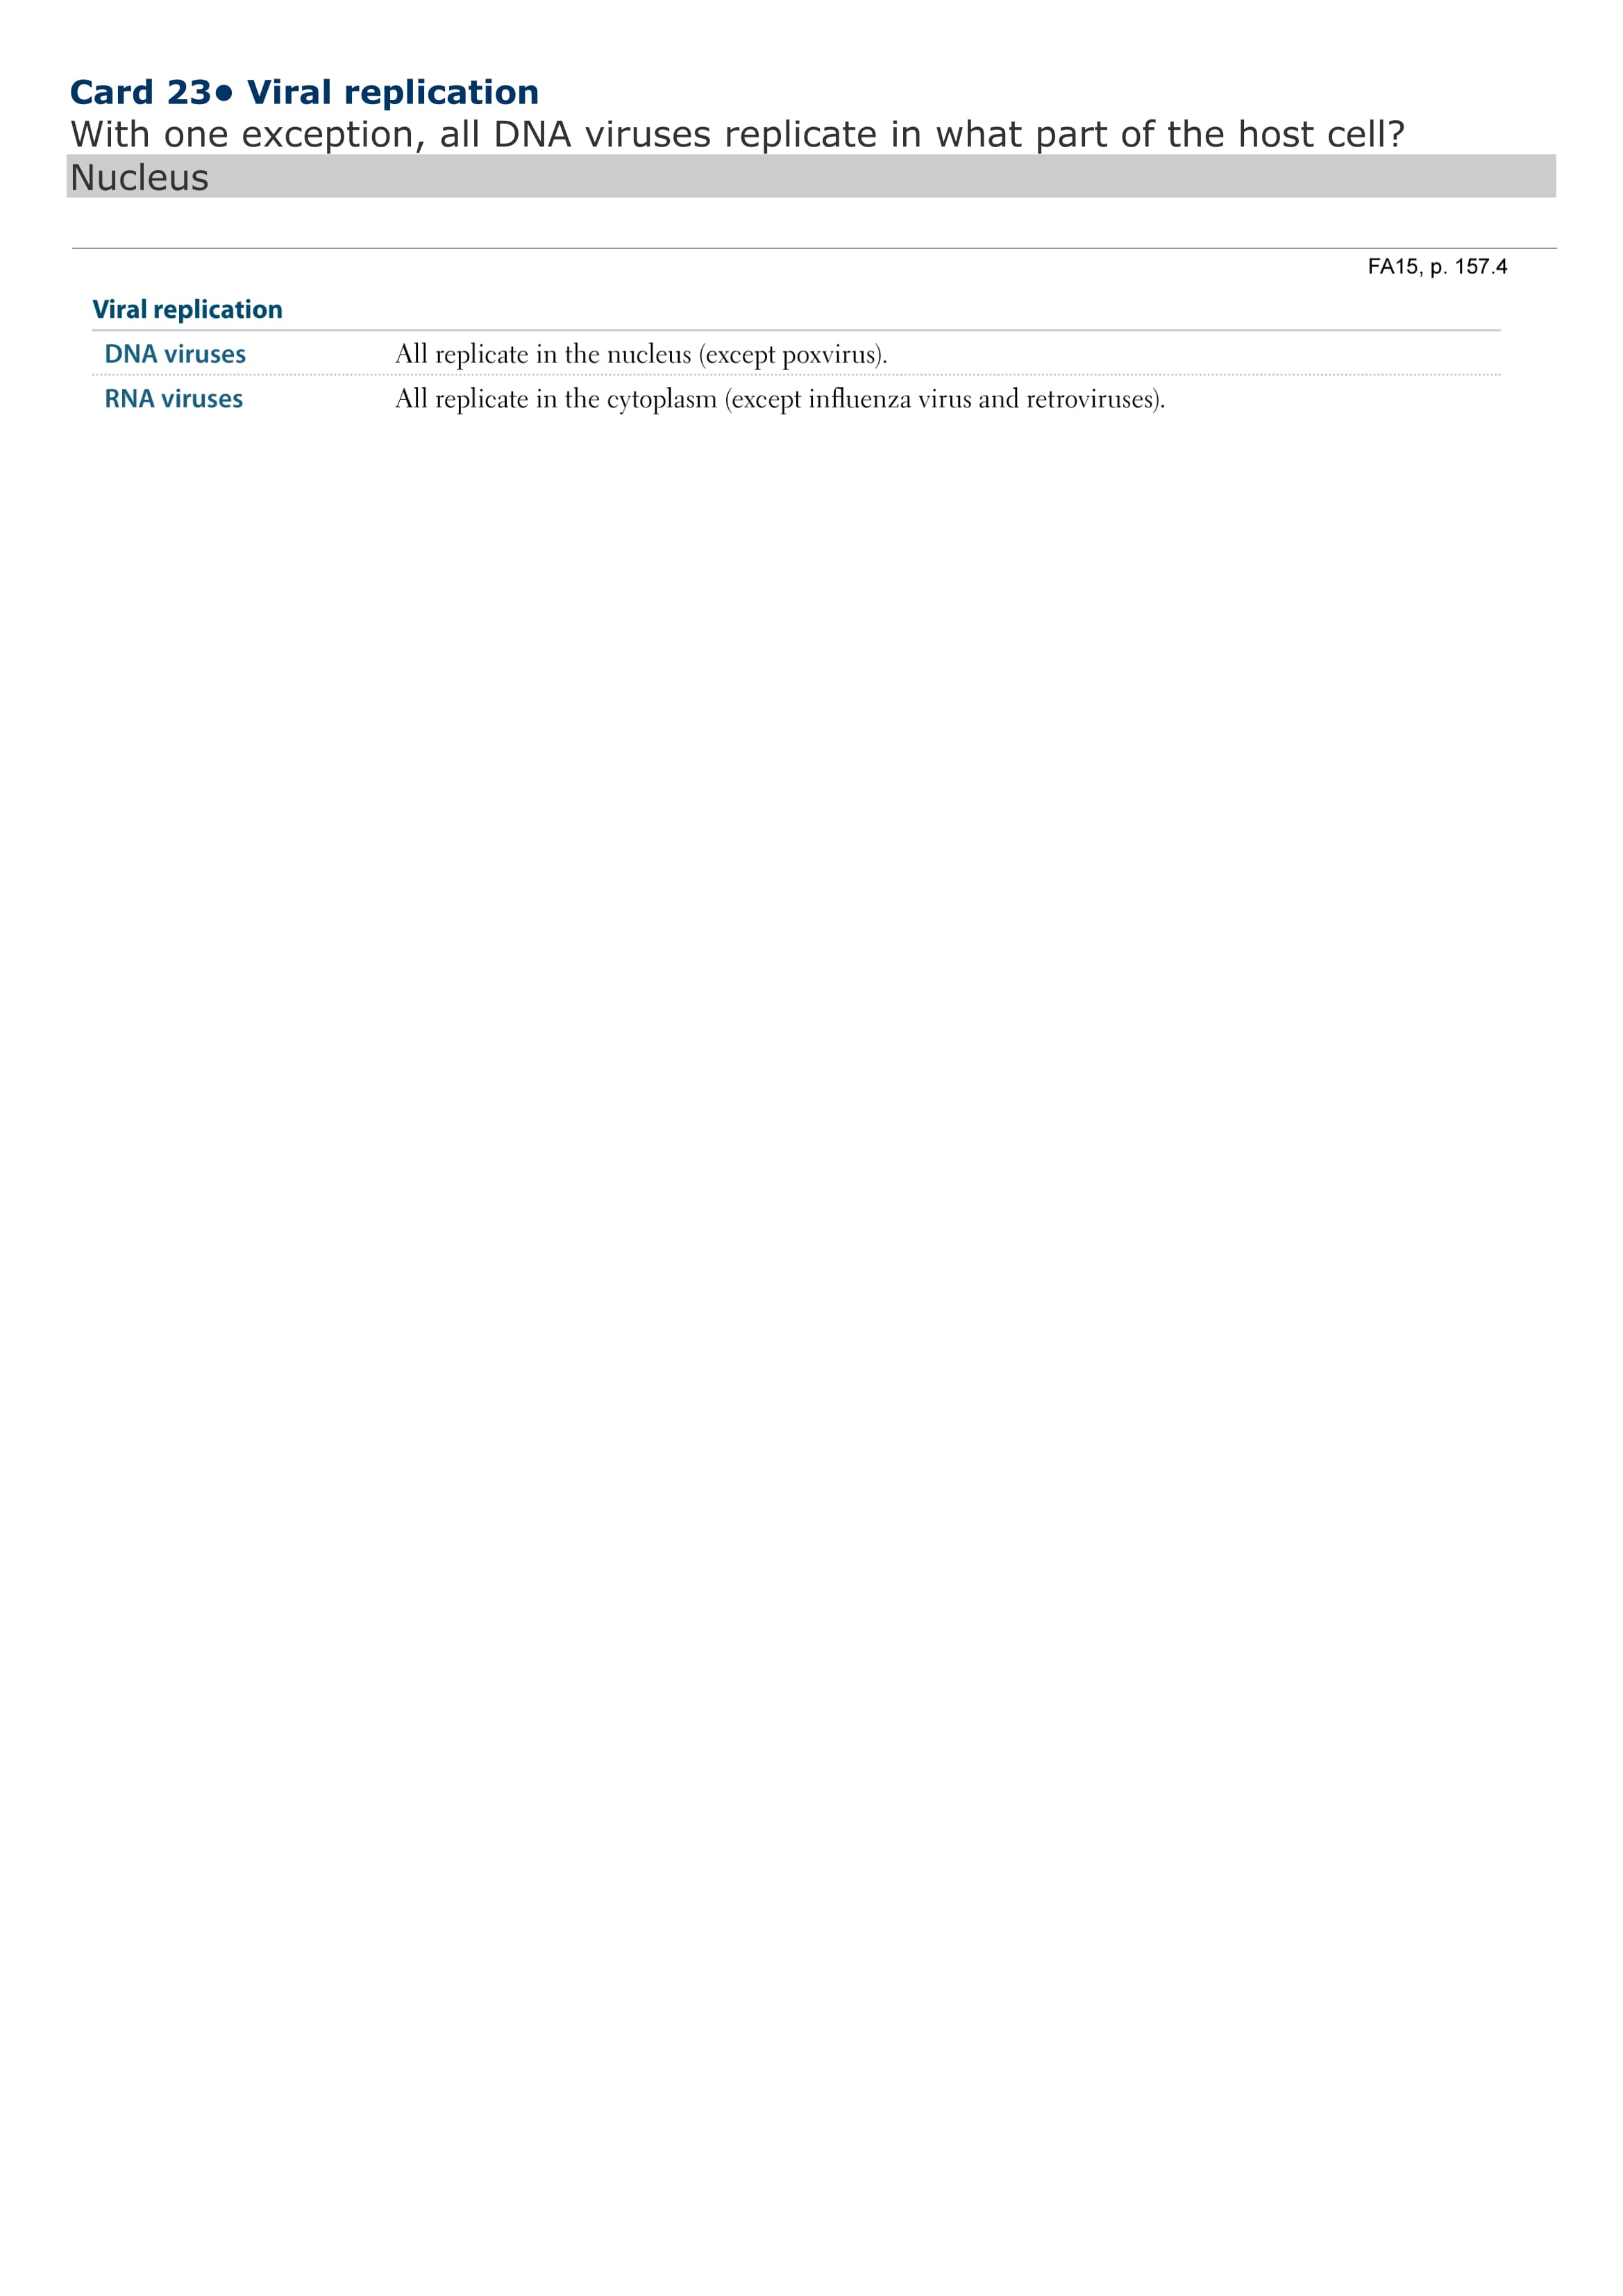 Card 23• Viral replication
With one exception, all DNA viruses replicate in what part of the host cell?
Nucleus
FA15, p. 157.4
Viral replication
DNA viruses All replicate in the nucleus (except poxvirus).
RNA viruses All replicate in the cytoplasm (except influenza virus and retroviruses).